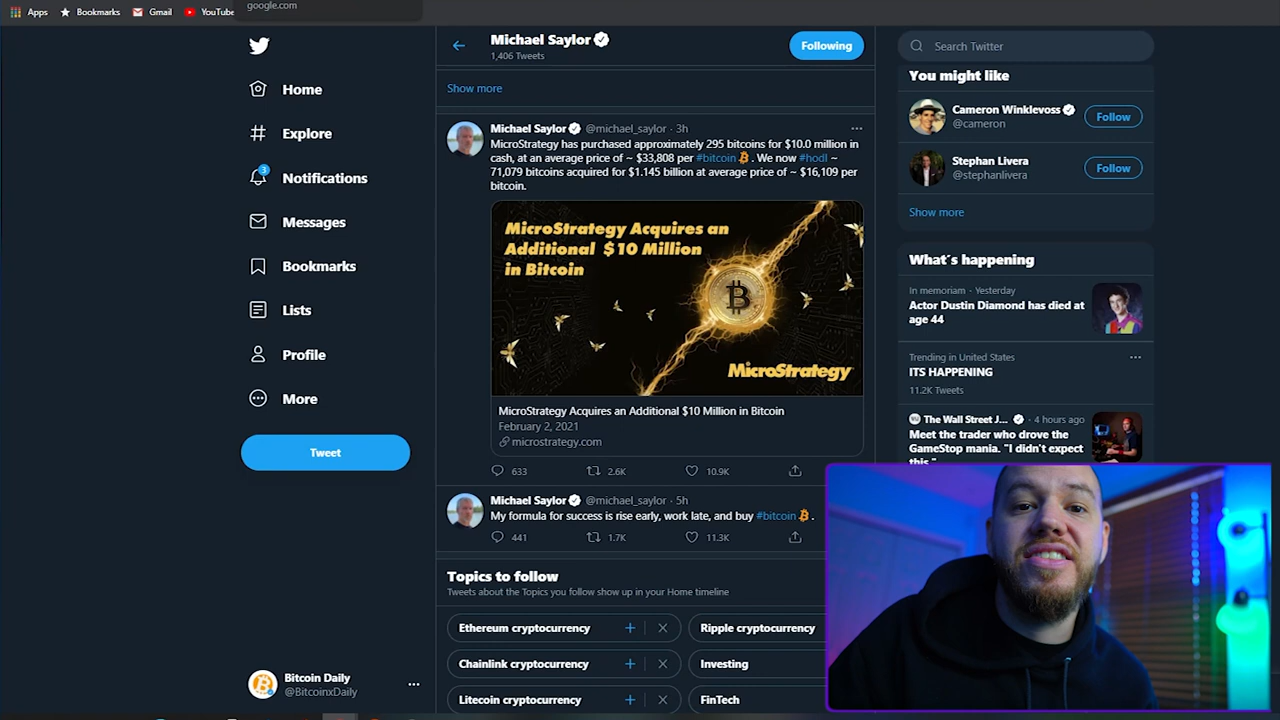 google.com
Apps
Bookmarks
Gmail
YouTube
Home
Explore
3
Notifications
Messages
Bookmarks
Lists
Profile
More
Tweet
Bitcoin Daily
@BitcoinxDaily
Michael Saylor
1,406 Tweets
Following
Show more
Michael Saylor @michael_saylor · 3h
MicroStrategy has purchased approximately 295 bitcoins for $10.0 million in
cash, at an average price of ~ $33,808 per #bitcoin. We now #hodl ~
71,079 bitcoins acquired for $1.145 billion at average price of ~ $16,109 per
bitcoin.
MicroStrategy Acquires an
Additional $10 Million
in Bitcoin
MicroStrategy
MicroStrategy Acquires an Additional $10 Million in Bitcoin
February 2, 2021
microstrategy.com
633
2.6K
10.9K
Michael Saylor @michael_saylor · 5h
My formula for success is rise early, work late, and buy #bitcoin.
441
1.7K
11.3K
Topics to follow
Tweets about the Topics you follow show up in your Home timeline
Ethereum cryptocurrency
Ripple cryptocurrency
Chainlink cryptocurrency
Investing
Litecoin cryptocurrency
FinTech
Search Twitter
You might like
Cameron Winklevoss
@cameron
Follow
Stephan Livera
@stephanlivera
Follow
Show more
What's happening
In memoriam · Yesterday
Actor Dustin Diamond has died at
age 44
Trending in United States
ITS HAPPENING
11.2K Tweets
The Wall Street J... · 4 hours ago
Meet the trader who drove the
GameStop mania. "I didn't expect
this."